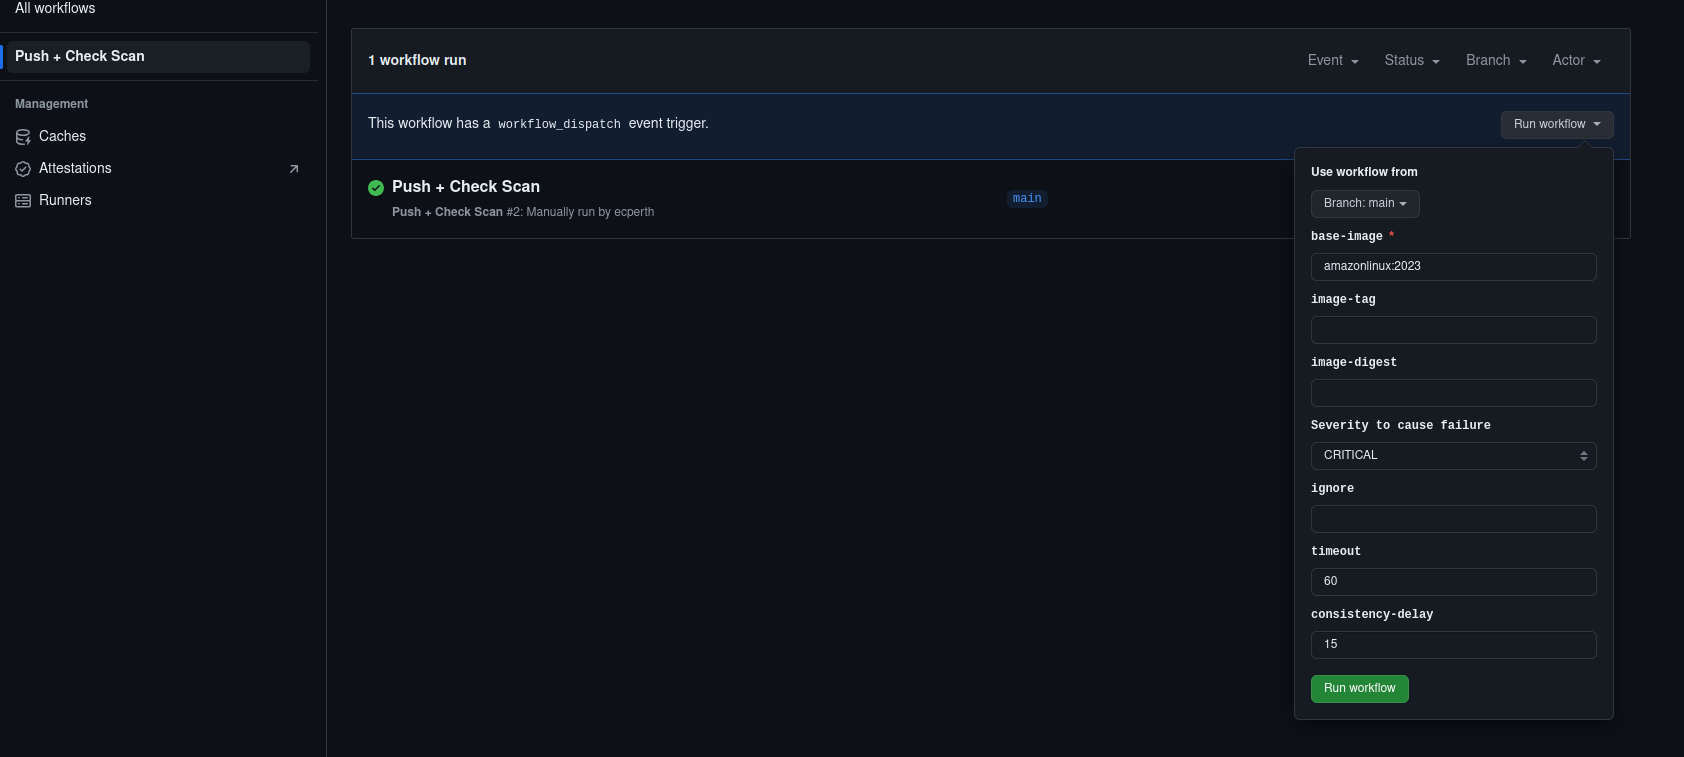 All workflows
Push + Check Scan
Management
Caches
Attestations
Runners
1 workflow run
Event
Status
Branch
Actor
This workflow has a workflow_dispatch event trigger.
Run workflow
Push + Check Scan
Push + Check Scan #2: Manually run by ecperth
main
Use workflow from
Branch: main
base-image *
amazonlinux:2023
image-tag
image-digest
Severity to cause failure
CRITICAL
ignore
timeout
60
consistency-delay
15
Run workflow